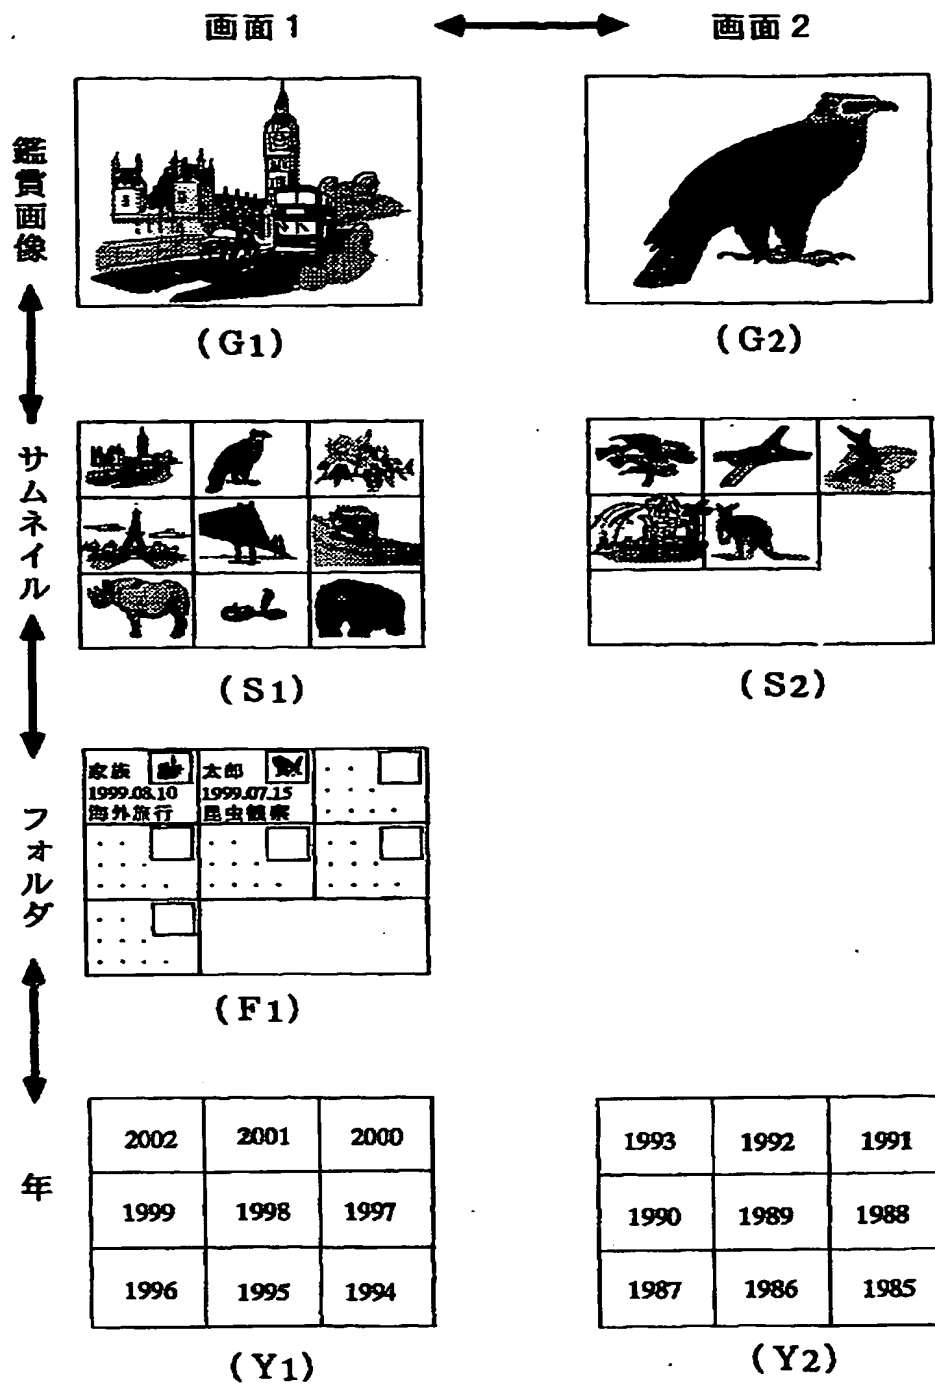 画面1 画面2
鑑賞画像
(G1) (G2)
サムネイル
(S1) (S2)
フォルダ
家族 太郎
1999.08.10 1999.07.15
海外旅行 昆虫観察
(F1)
年
2002 2001 2000 1993 1992 1991
1999 1998 1997 1990 1989 1988
1996 1995 1994 1987 1986 1985
(Y1) (Y2)